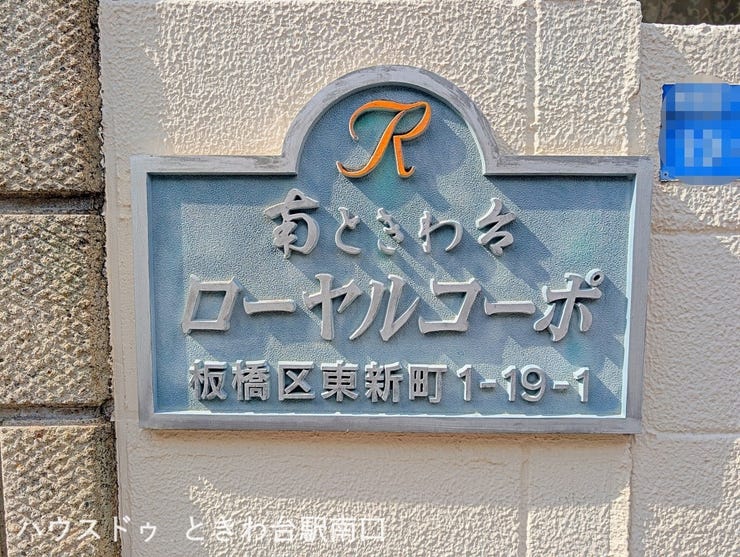 R
南ときわ台
ローヤルコーポ
板橋区東新町1-19-1
ハウスドゥ ときわ台駅南口